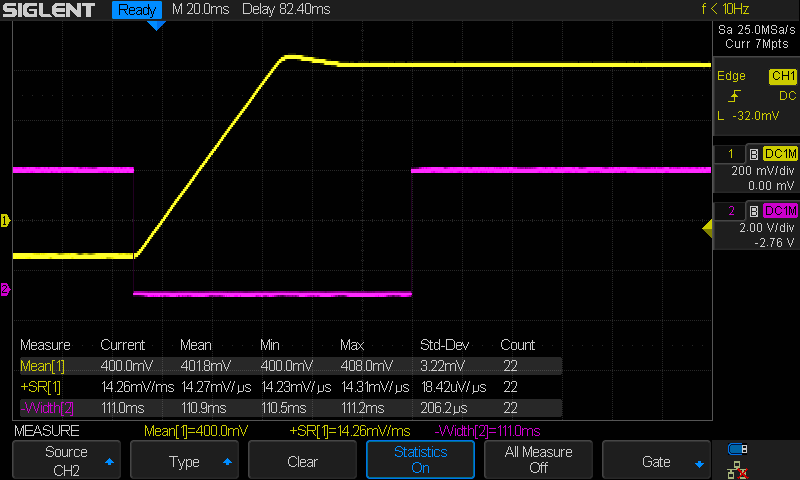 SIGLENT Ready M 20.0ms Delay 82.40ms f < 10Hz
Sa 25.0MSa/s
Curr 7Mpts
Edge CH1
DC
L -32.0mV
1 B DC1M
200 mV/div
0.00 mV
2 B DC1M
2.00 V/div
-2.76 V
1
2
Measure Current Mean Min Max Std-Dev Count
Mean[1] 400.0mV 401.8mV 400.0mV 408.0mV 3.22mV 22
+SR[1] 14.26mV/ms 14.27mV/µs 14.23mV/µs 14.31mV/µs 18.42uV/µs 22
-Width[2] 111.0ms 110.9ms 110.5ms 111.2ms 206.2µs 22
MEASURE Mean[1]=400.0mV +SR[1]=14.26mV/ms -Width[2]=111.0ms
Source
CH2
Type
Clear
Statistics
On
All Measure
Off
Gate